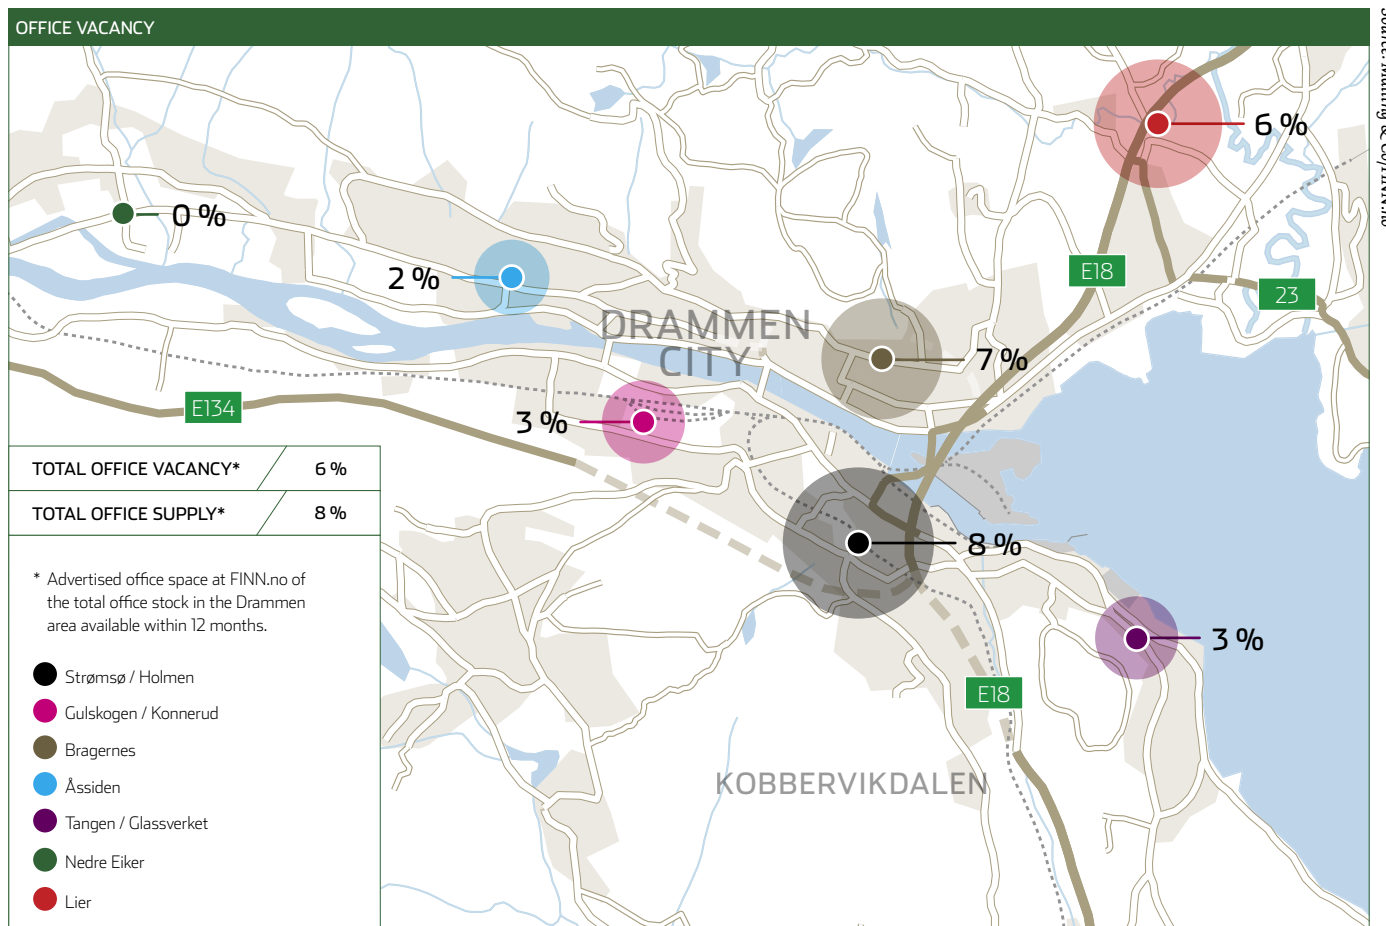 OFFICE VACANCY
6 %
0 %
E18
2 %
23
DRAMMEN
CITY
7 %
E134
3 %
TOTAL OFFICE VACANCY* 6 %
TOTAL OFFICE SUPPLY* 8 %
8 %
* Advertised office space at FINN.no of
the total office stock in the Drammen
area available within 12 months.
3 %
E18
Strømsø / Holmen
Gulskogen / Konnerud
Bragernes
KOBBERVIKDALEN
Åssiden
Tangen / Glassverket
Nedre Eiker
Lier